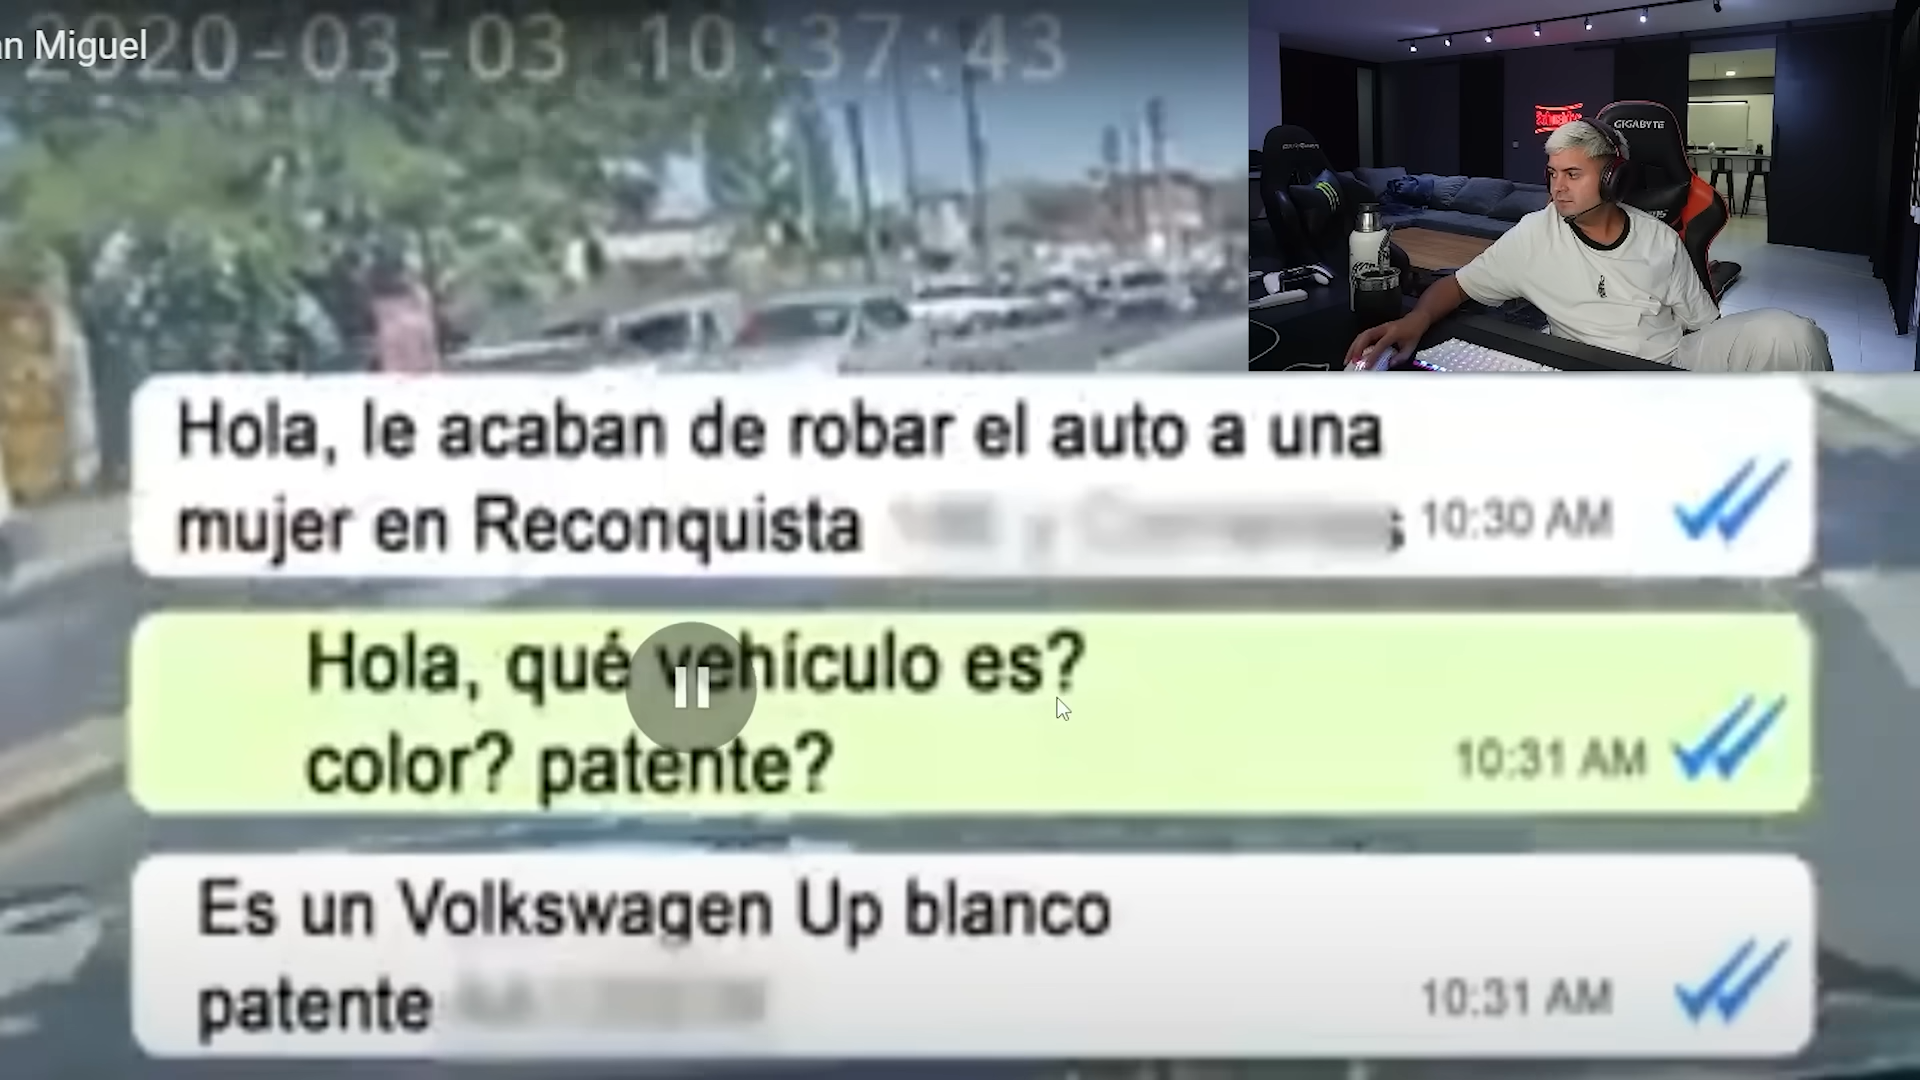 an Miguel
2020-03-03 10:37:43
GIGABYTE
Hola, le acaban de robar el auto a una
mujer en Reconquista
10:30 AM
Hola, qué vehículo es?
color? patente?
10:31 AM
Es un Volkswagen Up blanco
patente
10:31 AM